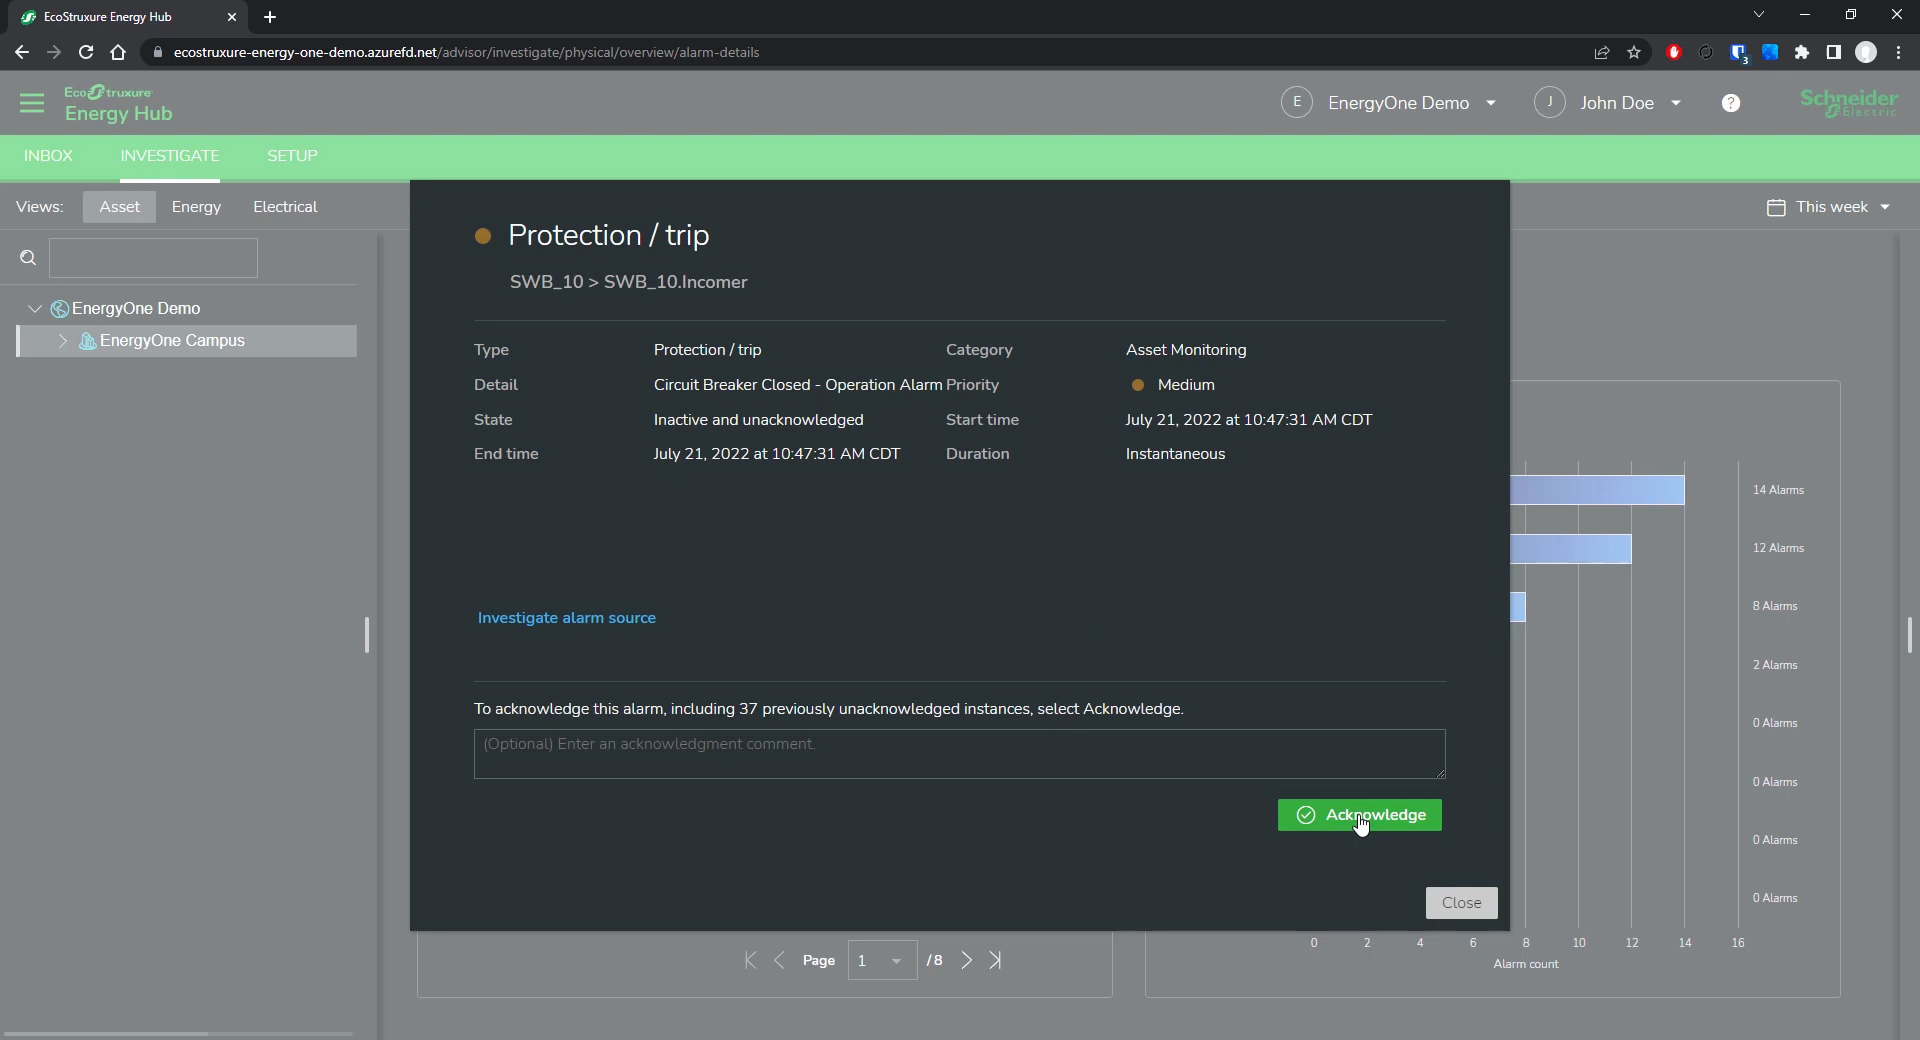 EcoStruxure Energy Hub
ecostruxure-energy-one-demo.azurefd.net/advisor/investigate/physical/overview/alarm-details
3
EcoStruxure
Energy Hub
E EnergyOne Demo
J John Doe
?
Schneider
Electric
INBOX INVESTIGATE SETUP
Views: Asset Energy Electrical
This week
EnergyOne Demo
EnergyOne Campus
Protection / trip
SWB_10 > SWB_10.Incomer
Type Protection / trip Category Asset Monitoring
Detail Circuit Breaker Closed - Operation Alarm Priority Medium
State Inactive and unacknowledged Start time July 21, 2022 at 10:47:31 AM CDT
End time July 21, 2022 at 10:47:31 AM CDT Duration Instantaneous
Investigate alarm source
To acknowledge this alarm, including 37 previously unacknowledged instances, select Acknowledge.
(Optional) Enter an acknowledgment comment.
Acknowledge
Close
14 Alarms
12 Alarms
8 Alarms
2 Alarms
0 Alarms
0 Alarms
0 Alarms
0 Alarms
0 2 4 6 8 10 12 14 16
Alarm count
Page 1 /8